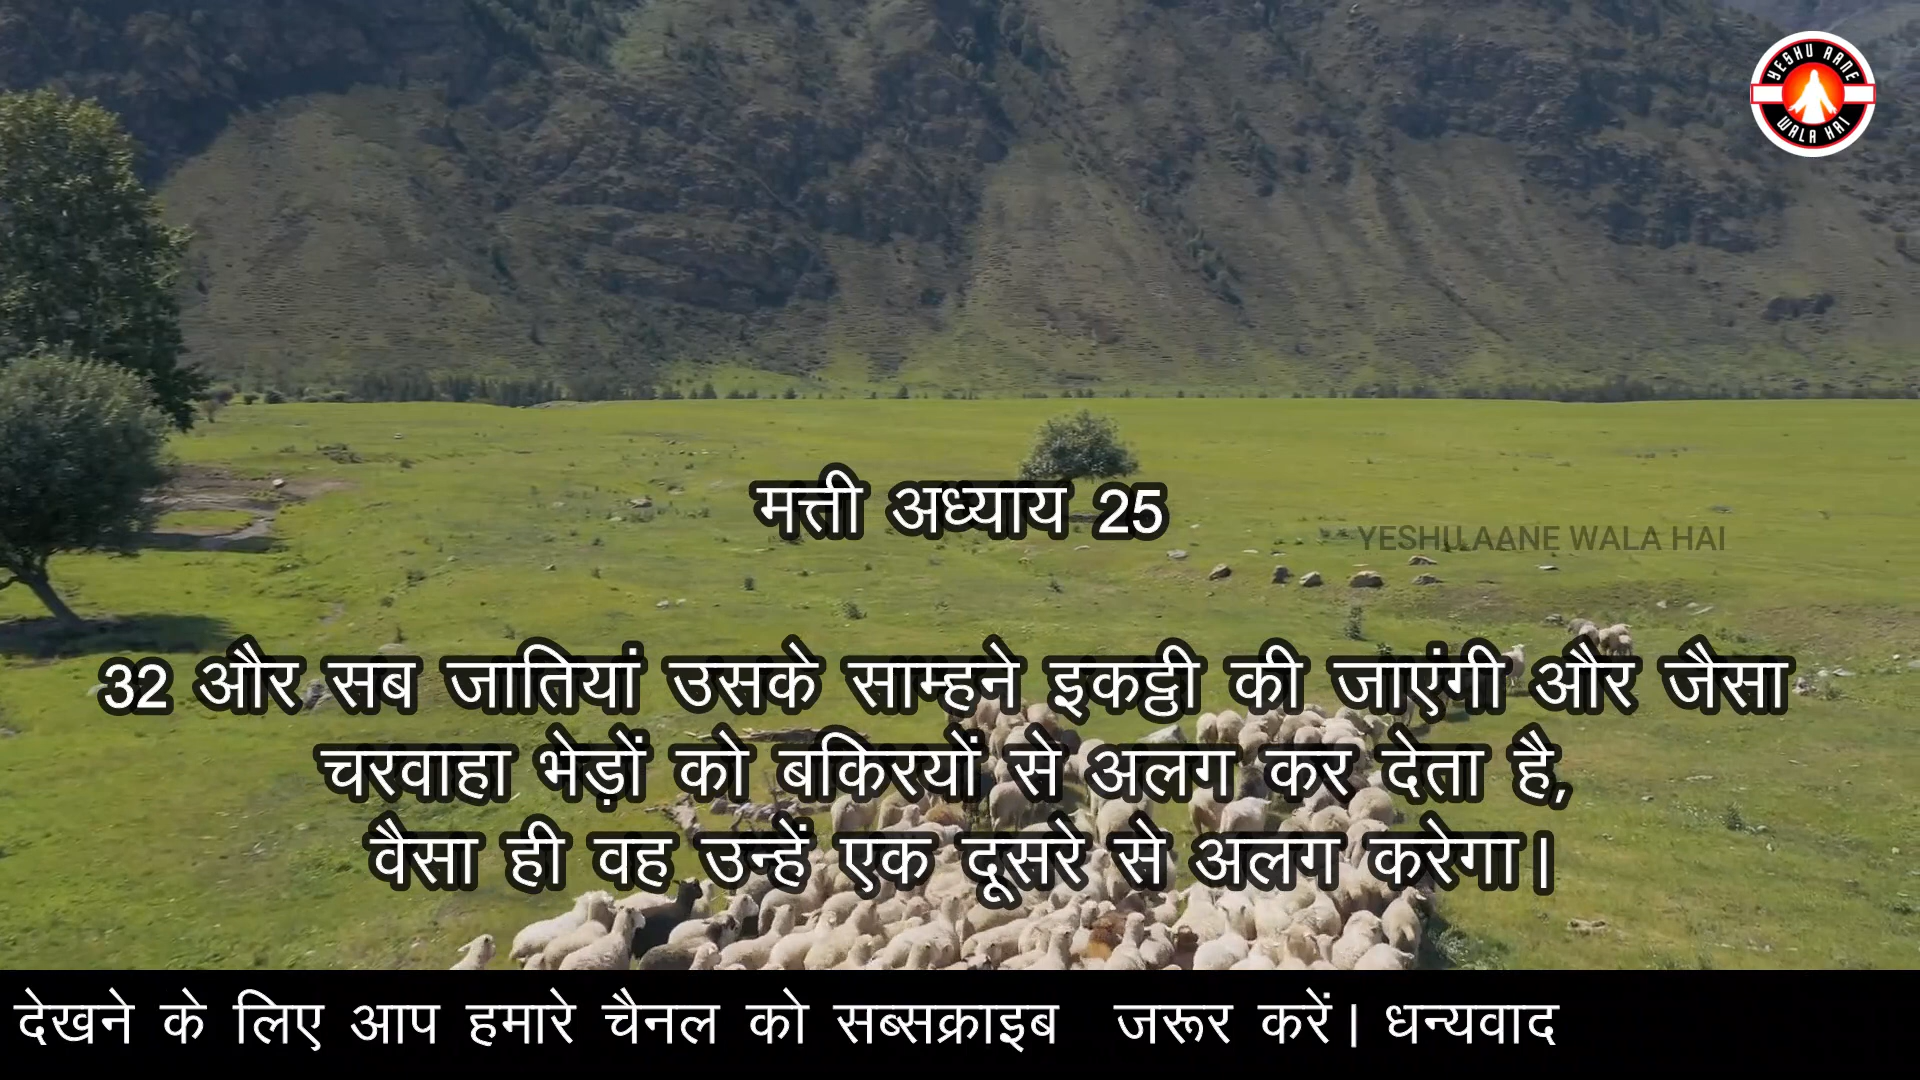 YESHU AANE
WALA HAI
मत्ती अध्याय 25
YESHU AANE WALA HAI
32 और सब जातियां उसके साम्हने इकट्ठी की जाएंगी और जैसा
चरवाहा भेड़ों को बकिरयों से अलग कर देता है,
वैसा ही वह उन्हें एक दूसरे से अलग करेगा।
देखने के लिए आप हमारे चैनल को सब्सक्राइब जरूर करें। धन्यवाद